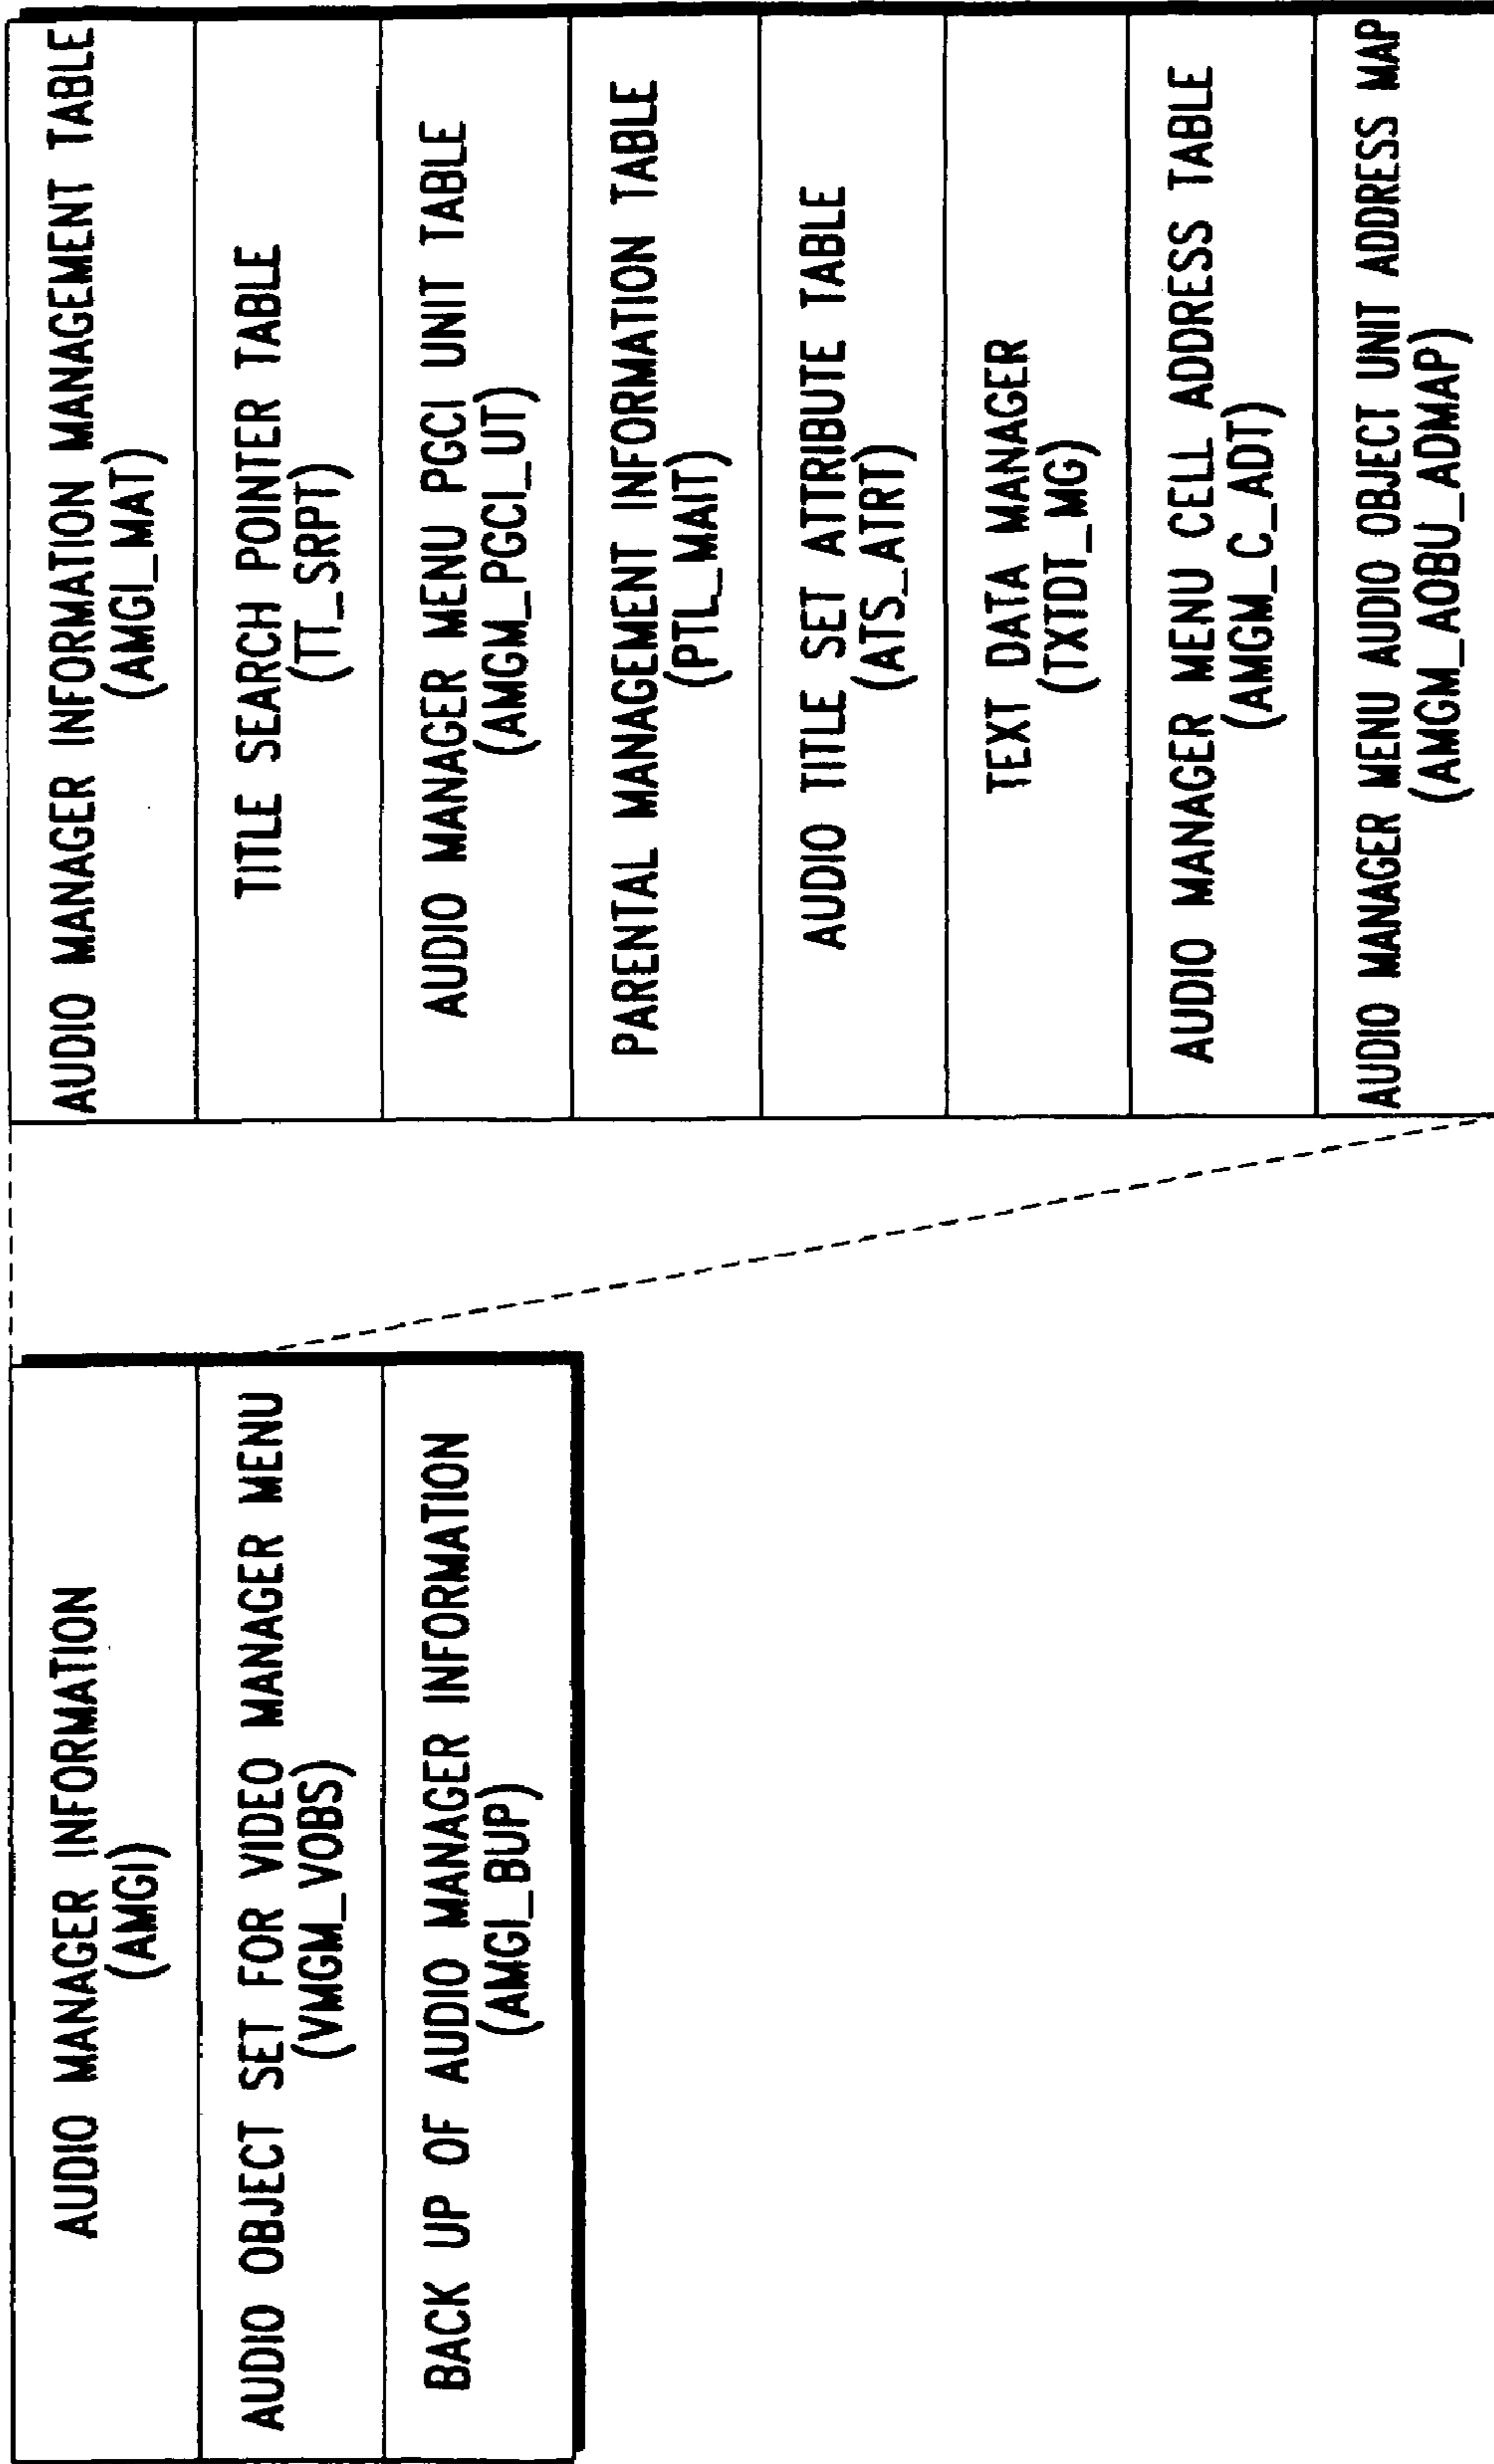 AUDIO MANAGER INFORMATION
(AMGI)
AUDIO OBJECT SET FOR VIDEO MANAGER MENU
(VMGM_VOBS)
BACK UP OF AUDIO MANAGER INFORMATION
(AMGI_BUP)
AUDIO MANAGER INFORMATION MANAGEMENT TABLE
(AMGI_MAT)
TITLE SEARCH POINTER TABLE
(TT_SRPT)
AUDIO MANAGER MENU PGCI UNIT TABLE
(AMGM_PGCI_UT)
PARENTAL MANAGEMENT INFORMATION TABLE
(PTL_MAIT)
AUDIO TITLE SET ATTRIBUTE TABLE
(ATS_ATRT)
TEXT DATA MANAGER
(TXTDT_MG)
AUDIO MANAGER MENU CELL ADDRESS TABLE
(AMGM_C_ADT)
AUDIO MANAGER MENU AUDIO OBJECT UNIT ADDRESS MAP
(AMGM_AOBU_ADMAP)